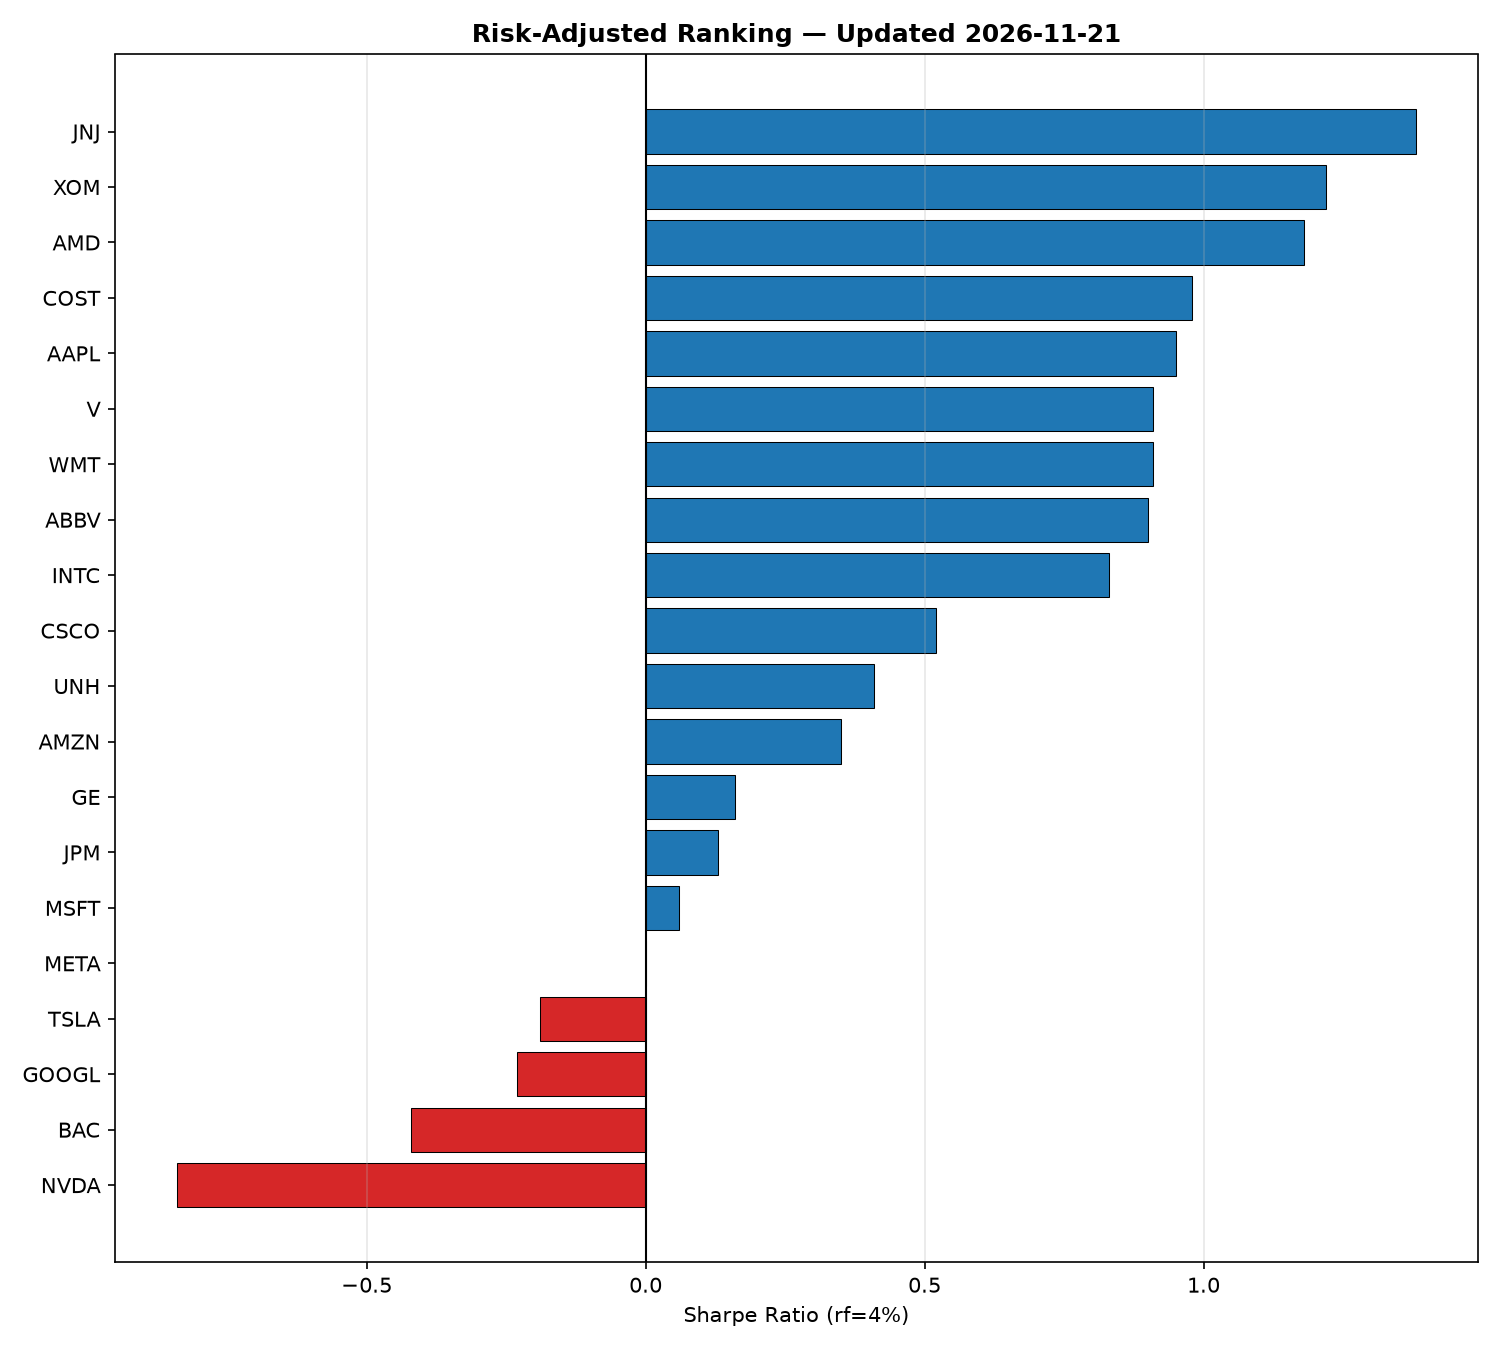 Risk-Adjusted Ranking — Updated 2026-11-21
JNJ
XOM
AMD
COST
AAPL
V
WMT
ABBV
INTC
CSCO
UNH
AMZN
GE
JPM
MSFT
META
TSLA
GOOGL
BAC
NVDA
−0.5 0.0 0.5 1.0
Sharpe Ratio (rf=4%)